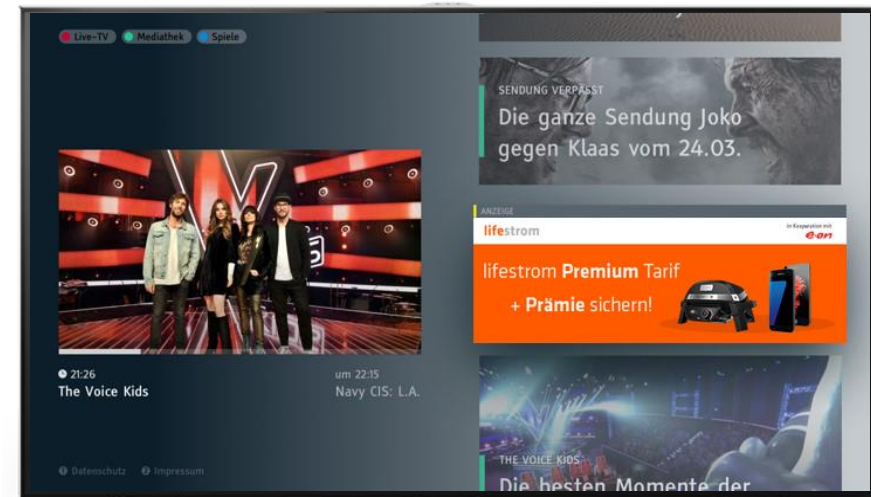 Live-TV Mediathek Spiele
21:26
The Voice Kids
um 22:15
Navy CIS: L.A.
Datenschutz Impressum
SENDUNG VERPASST
Die ganze Sendung Joko
gegen Klaas vom 24.03.
ANZEIGE
lifestrom
in Kooperation mit
e·on
lifestrom Premium Tarif
+ Prämie sichern!
THE VOICE KIDS
Die besten Momente der